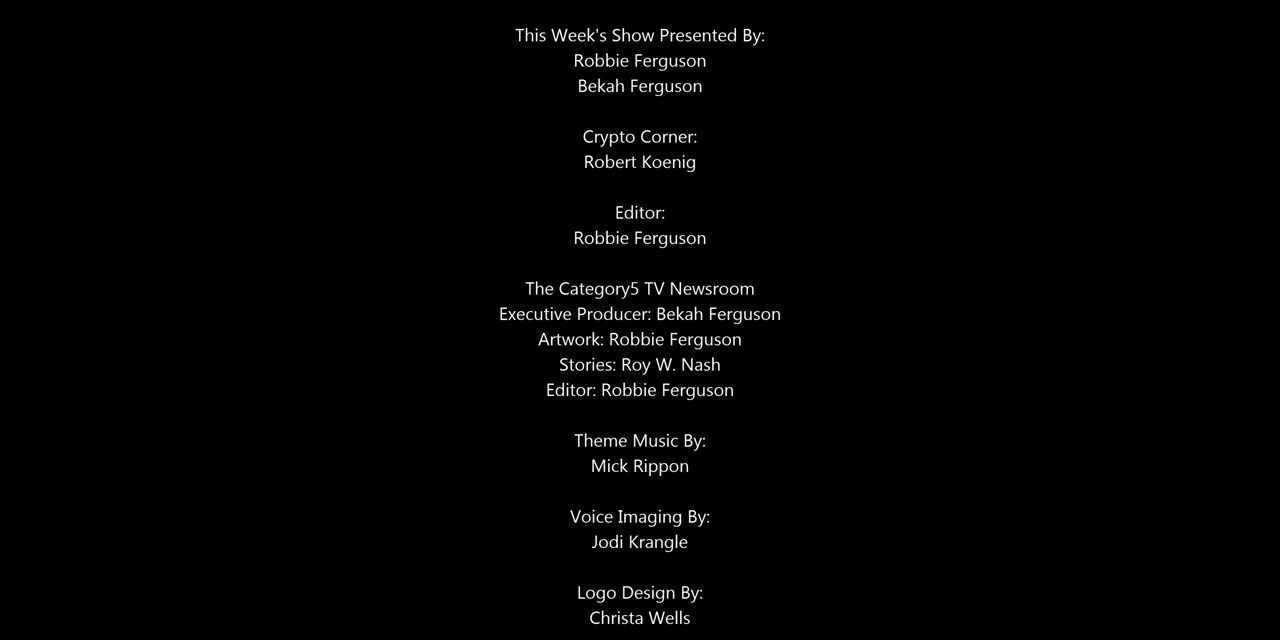 This Week's Show Presented By:
Robbie Ferguson
Bekah Ferguson
Crypto Corner:
Robert Koenig
Editor:
Robbie Ferguson
The Category5 TV Newsroom
Executive Producer: Bekah Ferguson
Artwork: Robbie Ferguson
Stories: Roy W. Nash
Editor: Robbie Ferguson
Theme Music By:
Mick Rippon
Voice Imaging By:
Jodi Krangle
Logo Design By:
Christa Wells